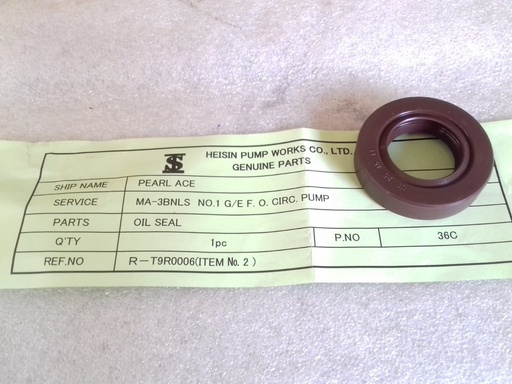 HEISIN PUMP WORKS CO., LTD.
GENUINE PARTS
SHIP NAME PEARL ACE
SERVICE MA-3BNLS NO.1 G/E F. O. CIRC. PUMP
PARTS OIL SEAL
Q'TY 1pc P.NO 36C
REF.NO R-T9R0006(ITEM No. 2 )